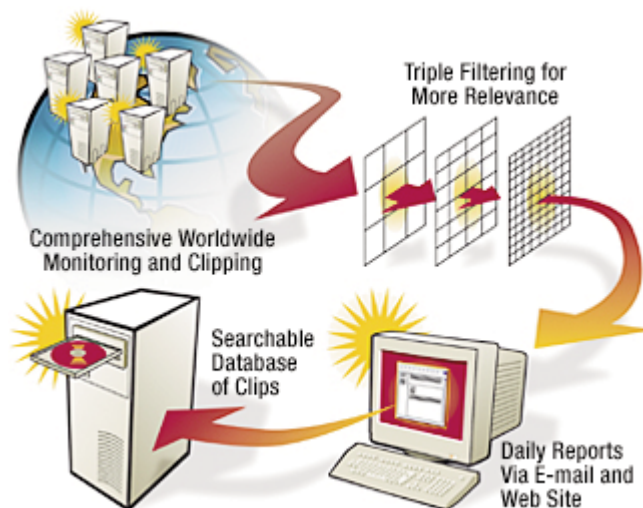 Triple Filtering for
More Relevance
Comprehensive Worldwide
Monitoring and Clipping
Searchable
Database
of Clips
Daily Reports
Via E-mail and
Web Site